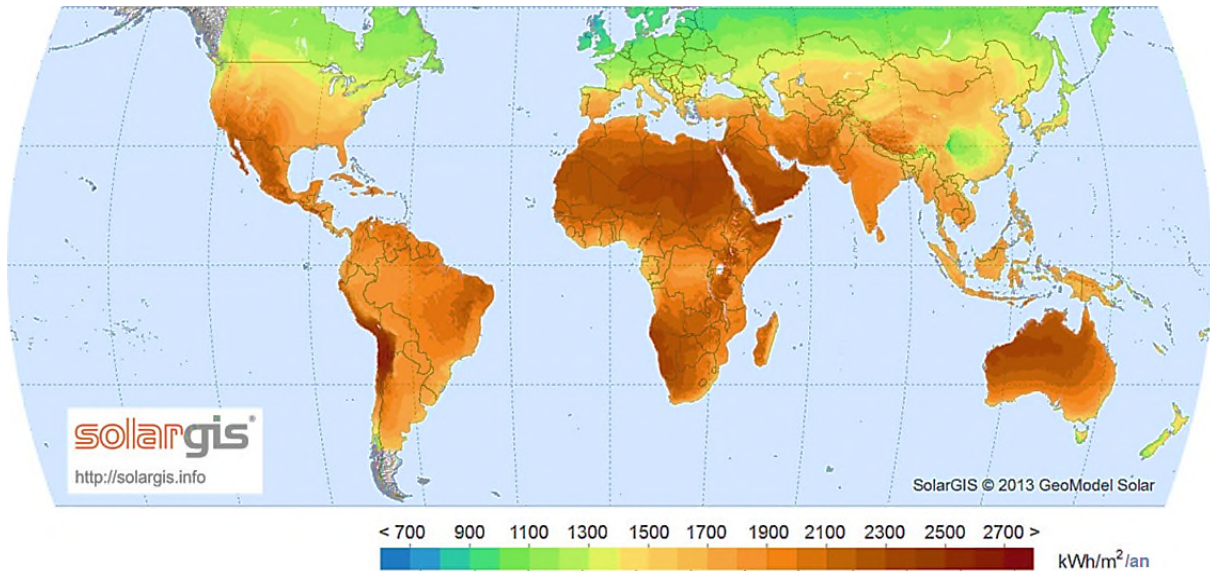 solargis®
http://solargis.info
SolarGIS © 2013 GeoModel Solar
< 700 900 1100 1300 1500 1700 1900 2100 2300 2500 2700 >
kWh/m²/an